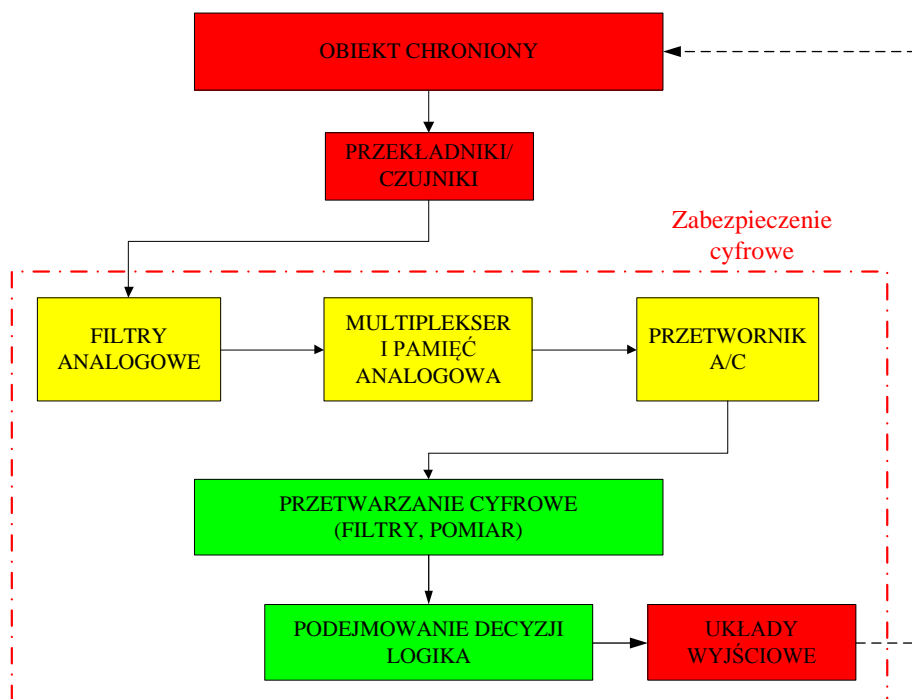 OBIEKT CHRONIONY
PRZEKŁADNIKI/
CZUJNIKI
Zabezpieczenie
cyfrowe
FILTRY
ANALOGOWE
MULTIPLEKSER
I PAMIĘĆ
ANALOGOWA
PRZETWORNIK
A/C
PRZETWARZANIE CYFROWE
(FILTRY, POMIAR)
PODEJMOWANIE DECYZJI
LOGIKA
UKŁADY
WYJŚCIOWE